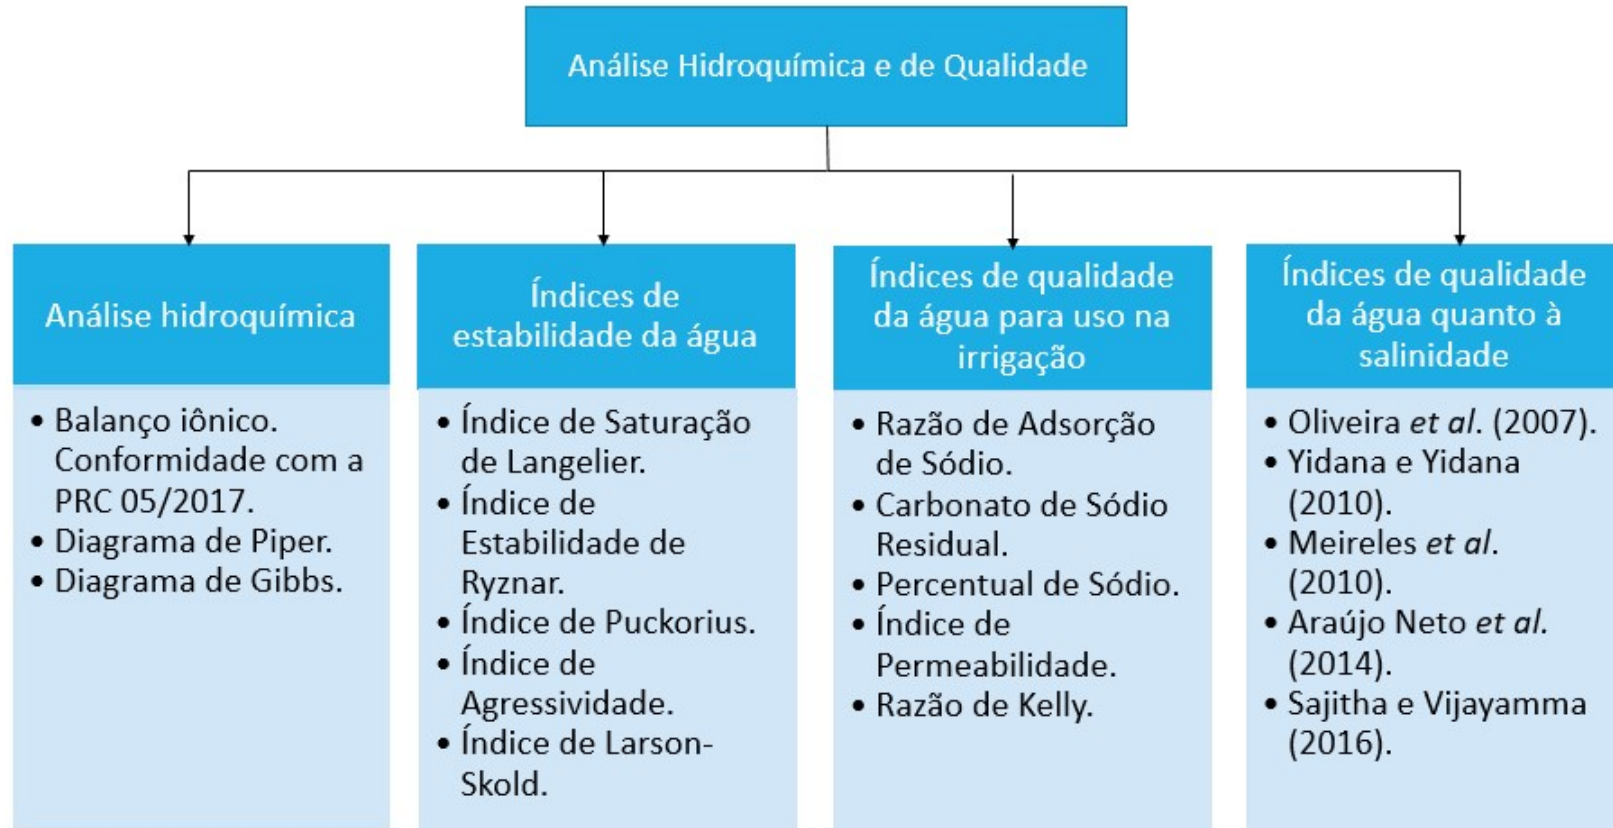 Análise Hidroquímica e de Qualidade
Análise hidroquímica
• Balanço iônico.
Conformidade com a
PRC 05/2017.
• Diagrama de Piper.
• Diagrama de Gibbs.
Índices de
estabilidade da água
• Índice de Saturação
de Langelier.
• Índice de
Estabilidade de
Ryznar.
• Índice de Puckorius.
• Índice de
Agressividade.
• Índice de Larson-
Skold.
Índices de qualidade
da água para uso na
irrigação
• Razão de Adsorção
de Sódio.
• Carbonato de Sódio
Residual.
• Percentual de Sódio.
• Índice de
Permeabilidade.
• Razão de Kelly.
Índices de qualidade
da água quanto à
salinidade
• Oliveira et al. (2007).
• Yidana e Yidana
(2010).
• Meireles et al.
(2010).
• Araújo Neto et al.
(2014).
• Sajitha e Vijayamma
(2016).